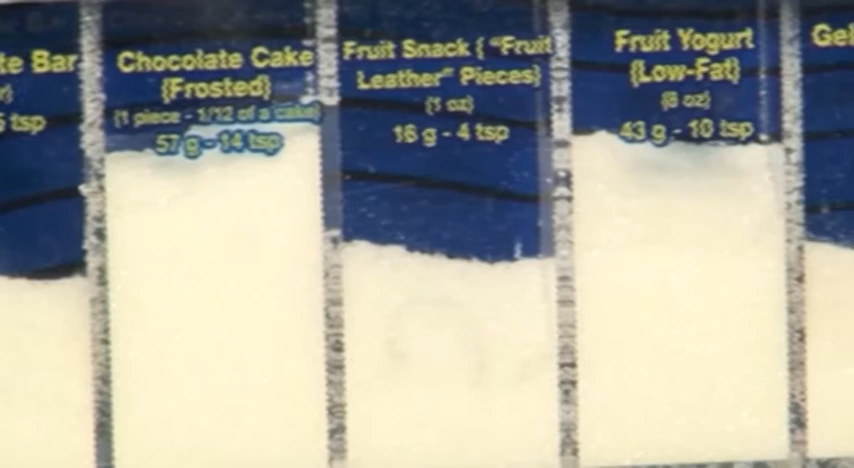 te Bar
5 tsp
Chocolate Cake
{Frosted}
{1 piece - 1/12 of a cake}
57 g - 14 tsp
Fruit Snack { "Fruit
Leather" Pieces}
{1 oz}
16 g - 4 tsp
Fruit Yogurt
{Low-Fat}
{8 oz}
43 g - 10 tsp
Gel